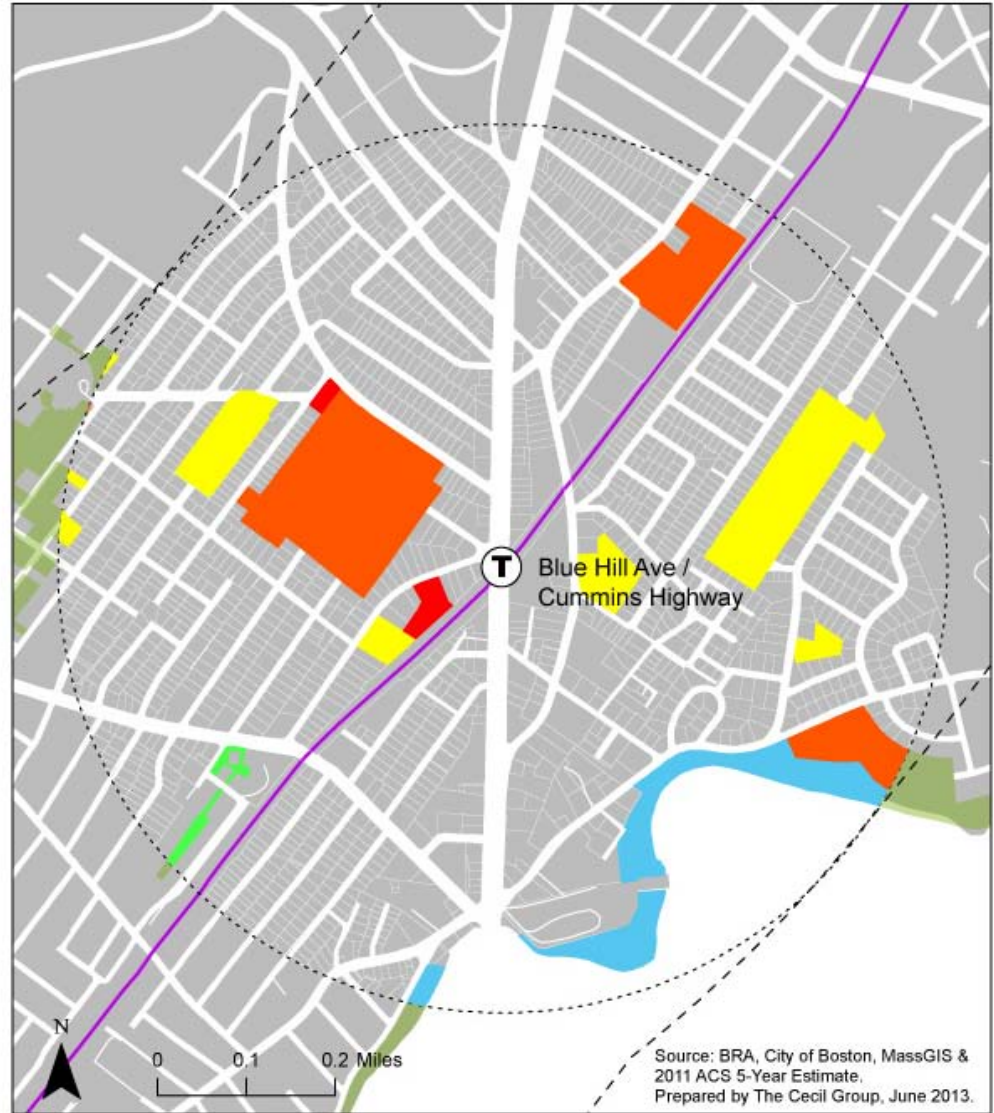 T
Blue Hill Ave /
Cummins Highway
N
0 0.1 0.2 Miles
Source: BRA, City of Boston, MassGIS &
2011 ACS 5-Year Estimate.
Prepared by The Cecil Group, June 2013.